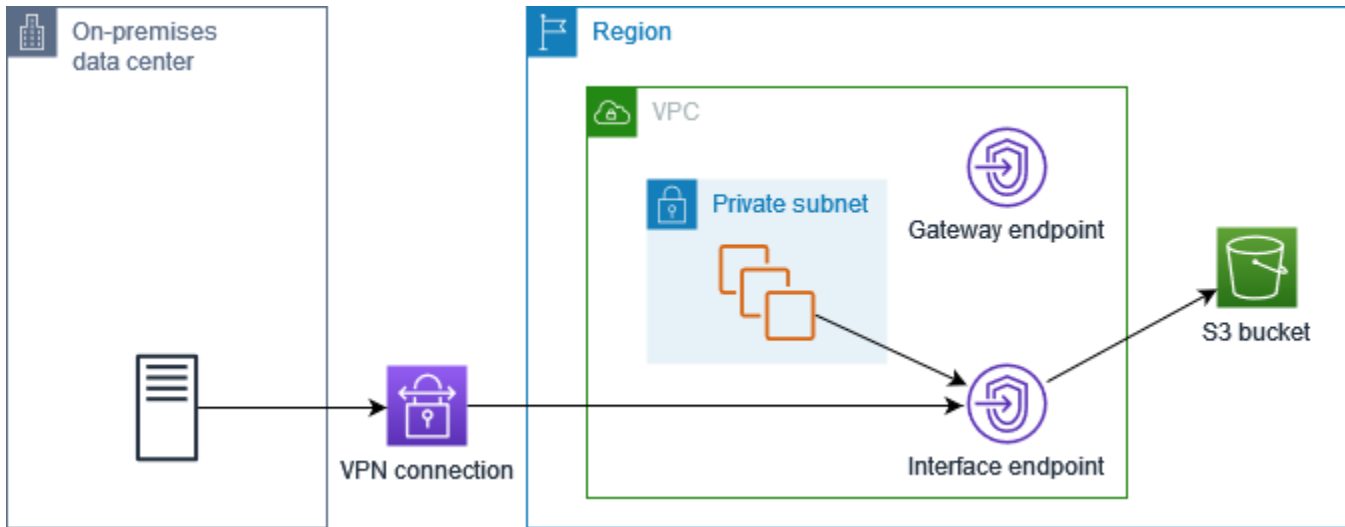 On-premises
data center
Region
VPC
Private subnet
Gateway endpoint
S3 bucket
VPN connection
Interface endpoint